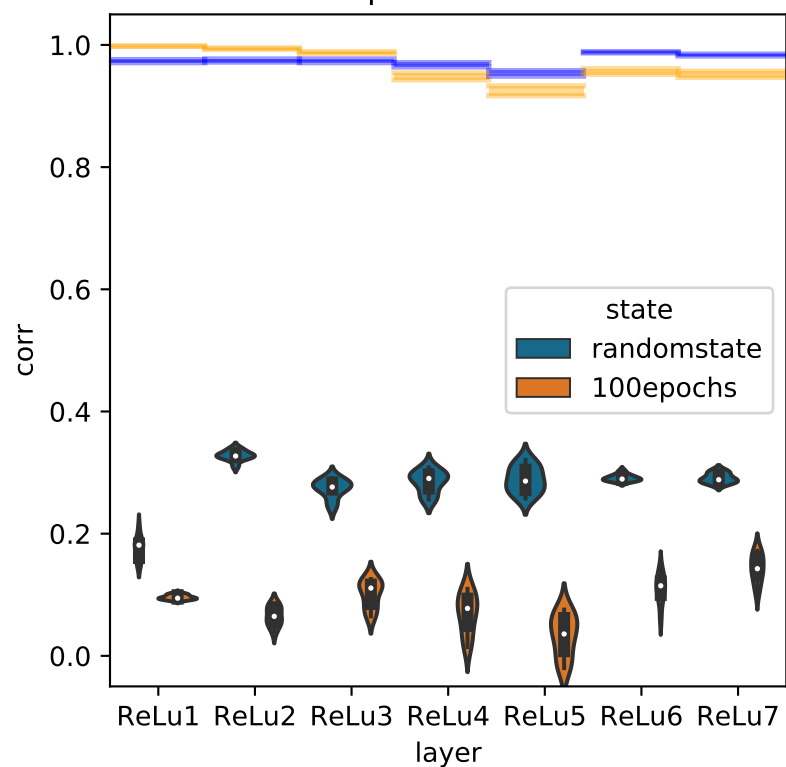 1.0
0.8
0.6
0.4
0.2
0.0
corr
state
randomstate
100epochs
ReLu1 ReLu2 ReLu3 ReLu4 ReLu5 ReLu6 ReLu7
layer